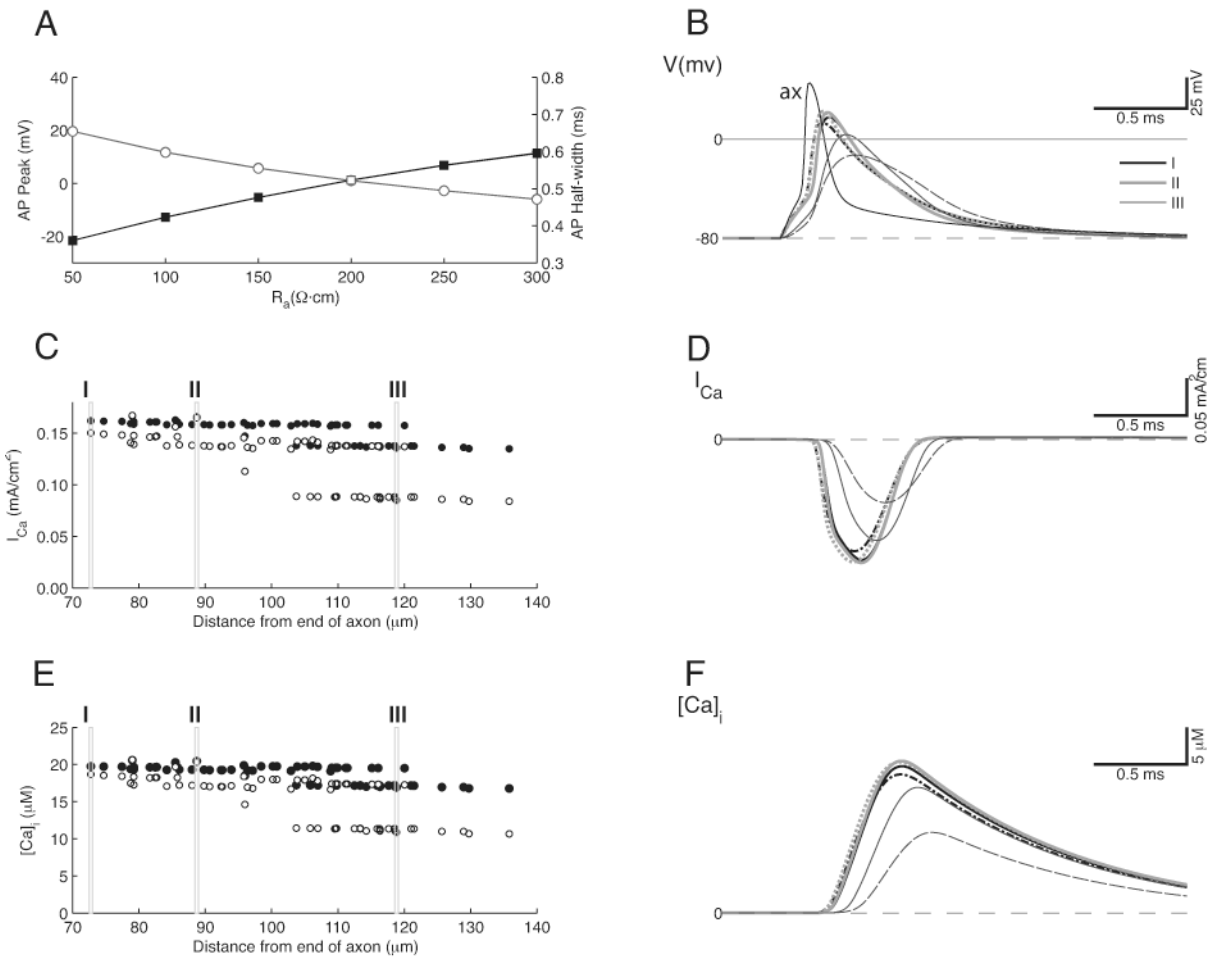 A
AP Peak (mV)
40
20
0
-20
50 100 150 200 250 300
Ra(Ω·cm)
0.8
0.7
0.6
0.5
0.4
0.3
AP Half-width (ms)
B
V(mv)
ax
0
-80
25 mV
0.5 ms
I
II
III
C
I II III
ICa (mA/cm2)
0.15
0.10
0.05
0.00
70 80 90 100 110 120 130 140
Distance from end of axon (μm)
D
ICa
0
0.05 mA/cm2
0.5 ms
E
I II III
[Ca]i (μM)
25
20
15
10
5
0
70 80 90 100 110 120 130 140
Distance from end of axon (μm)
F
[Ca]i
0
5 μM
0.5 ms